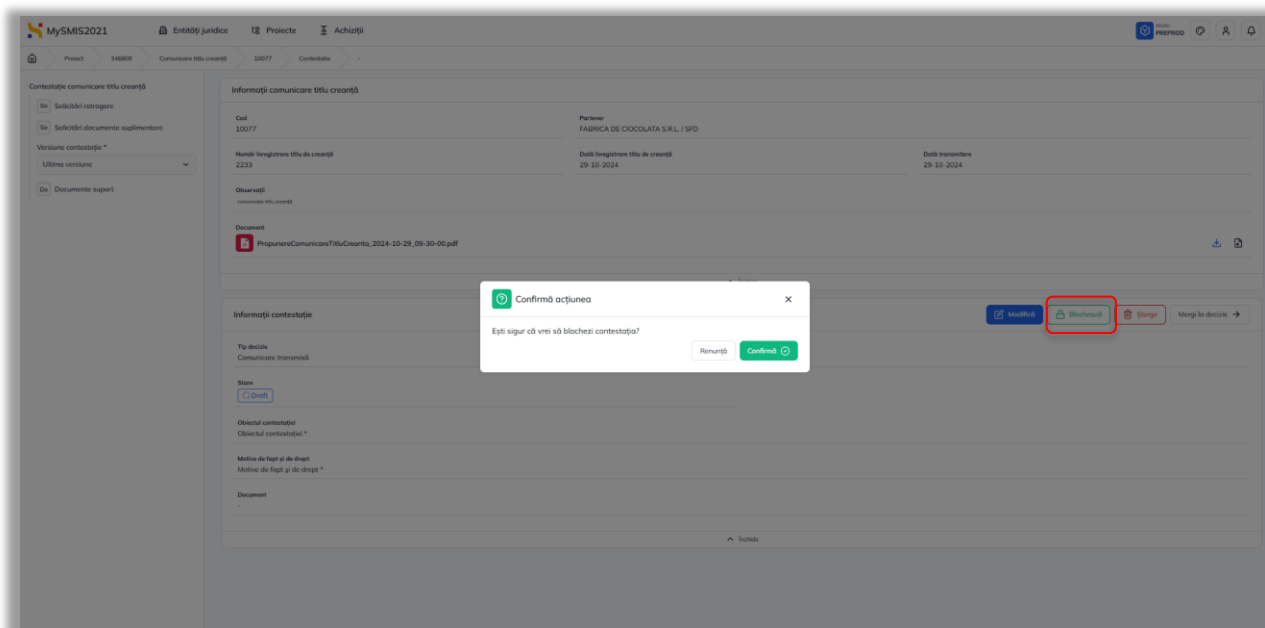 MySMIS2021
Entități juridice
Proiecte
Achiziții
Mediu
PREPROD
Proiect
346808
Comunicare titlu creanță
10077
Contestatie
-
Contestație comunicare titlu creanță
So Solicitări retragere
So Solicitări documente suplimentare
Versiune contestație *
Ultima versiune
Do Documente suport
Informații comunicare titlu creanță
Cod
10077
Partener
FABRICA DE CIOCOLATA S.R.L. / SFD
Număr înregistrare titlu de creanță
2233
Dată înregistrare titlu de creanță
29-10-2024
Dată transmitere
29-10-2024
Observații
comunicare titlu creanță
Document
PropunereComunicareTitluCreanta_2024-10-29_09-30-00.pdf
Confirmă acțiunea
Ești sigur că vrei să blochezi contestația?
Renunță
Confirmă
Informații contestație
Modifică
Blochează
Șterge
Mergi la decizie
Tip decizie
Comunicare transmisă
Stare
Draft
Obiectul contestației
Obiectul contestației *
Motive de fapt și de drept
Motive de fapt și de drept *
Document
-
Închide